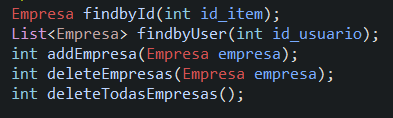 Empresa findbyId(int id_item);
List<Empresa> findbyUser(int id_usuario);
int addEmpresa(Empresa empresa);
int deleteEmpresas(Empresa empresa);
int deleteTodasEmpresas();